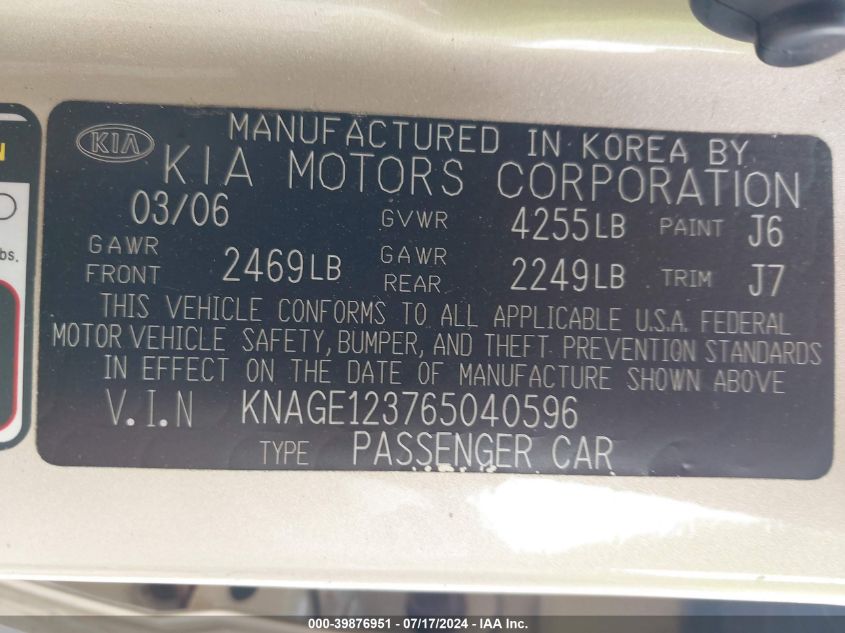 MANUFACTURED IN KOREA BY
KIA
KIA MOTORS CORPORATION
03/06 GVWR 4255LB PAINT J6
GAWR FRONT 2469LB GAWR REAR 2249LB TRIM J7
THIS VEHICLE CONFORMS TO ALL APPLICABLE U.S.A. FEDERAL
MOTOR VEHICLE SAFETY, BUMPER, AND THEFT PREVENTION STANDARDS
IN EFFECT ON THE DATE OF MANUFACTURE SHOWN ABOVE
V.I.N KNAGE123765040596
TYPE PASSENGER CAR
bs.
000-39876951 - 07/17/2024 - IAA Inc.